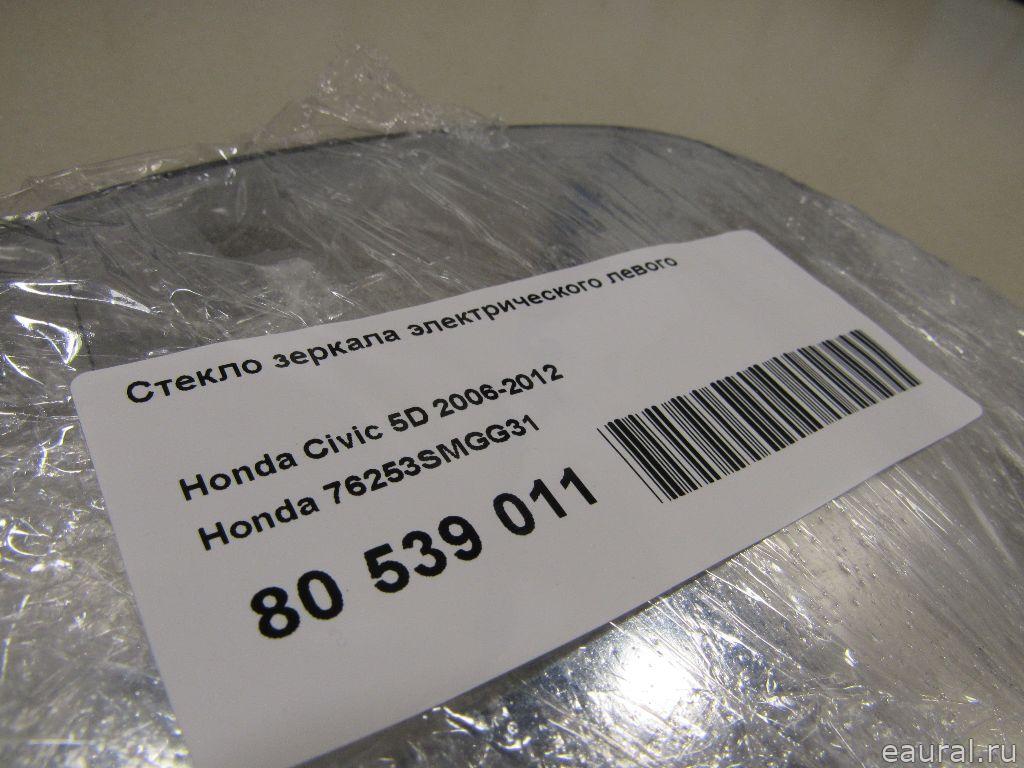 Стекло зеркала электрического левого
Honda Civic 5D 2006-2012
Honda 76253SMGG31
80 539 011
eaural.ru